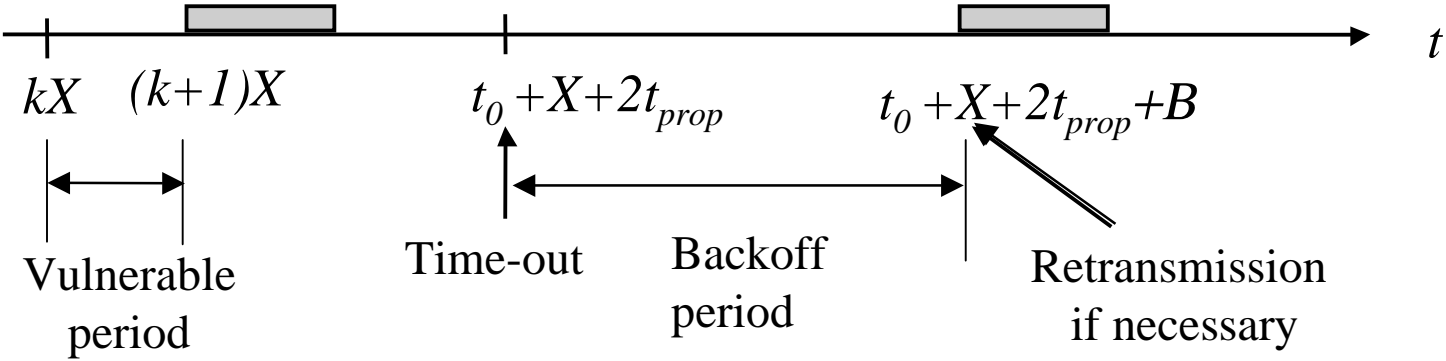 t
kX
(k+1)X
t0 +X+2tprop
t0 +X+2tprop+B
Vulnerable
period
Time-out
Backoff
period
Retransmission
if necessary